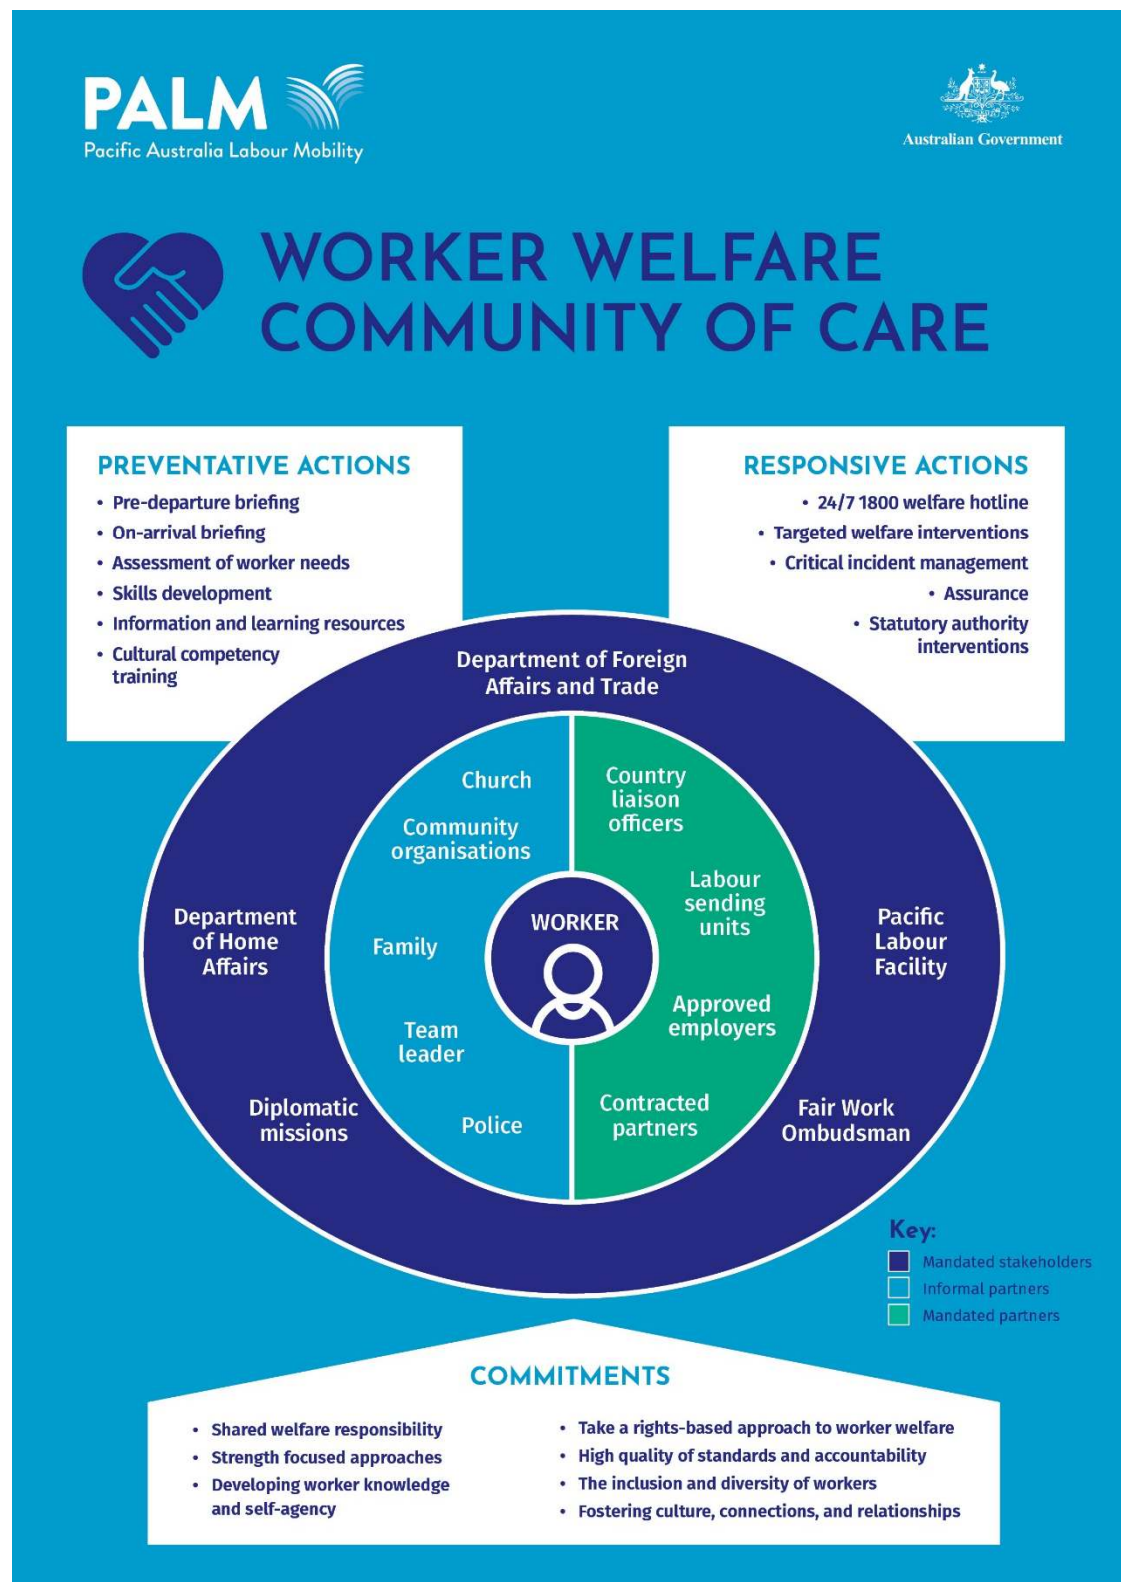 PALM
Pacific Australia Labour Mobility
Australian Government
WORKER WELFARE
COMMUNITY OF CARE
PREVENTATIVE ACTIONS
• Pre-departure briefing
• On-arrival briefing
• Assessment of worker needs
• Skills development
• Information and learning resources
• Cultural competency
training
RESPONSIVE ACTIONS
• 24/7 1800 welfare hotline
• Targeted welfare interventions
• Critical incident management
• Assurance
• Statutory authority
interventions
Department of Foreign
Affairs and Trade
Church
Community
organisations
Family
Team
leader
Police
Country
liaison
officers
Labour
sending
units
Approved
employers
Contracted
partners
WORKER
Department
of Home
Affairs
Diplomatic
missions
Pacific
Labour
Facility
Fair Work
Ombudsman
Key:
Mandated stakeholders
Informal partners
Mandated partners
COMMITMENTS
• Shared welfare responsibility
• Strength focused approaches
• Developing worker knowledge
and self-agency
• Take a rights-based approach to worker welfare
• High quality of standards and accountability
• The inclusion and diversity of workers
• Fostering culture, connections, and relationships